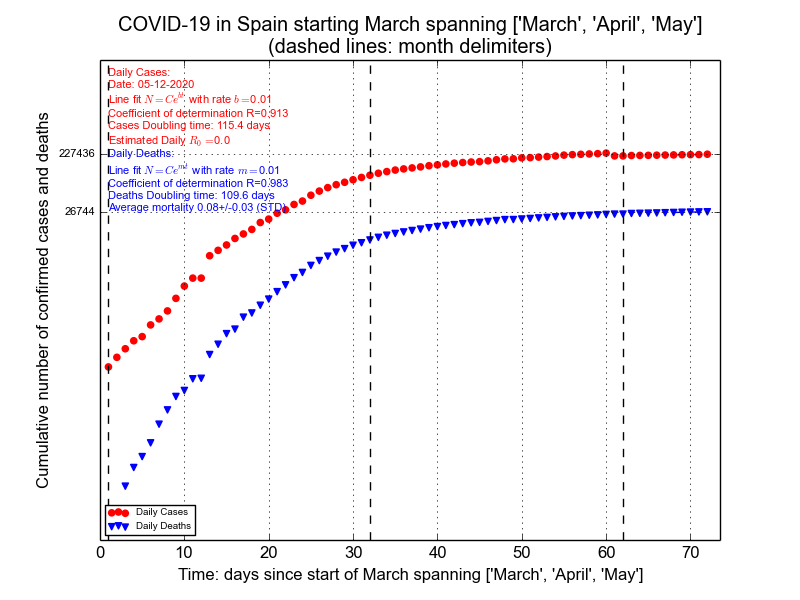 COVID-19 in Spain starting March spanning ['March', 'April', 'May']
(dashed lines: month delimiters)
Daily Cases:
Date: 05-12-2020
Line fit N=Ce^{bt} with rate b=0.01
Coefficient of determination R=0.913
Cases Doubling time: 115.4 days
Estimated Daily R_0=0.0
Daily Deaths:
Line fit N=Ce^{mt} with rate m=0.01
Coefficient of determination R=0.983
Deaths Doubling time: 109.6 days
Average mortality 0.08+/-0.03 (STD)
227436
26744
Cumulative number of confirmed cases and deaths
Daily Cases
Daily Deaths
0 10 20 30 40 50 60 70
Time: days since start of March spanning ['March', 'April', 'May']